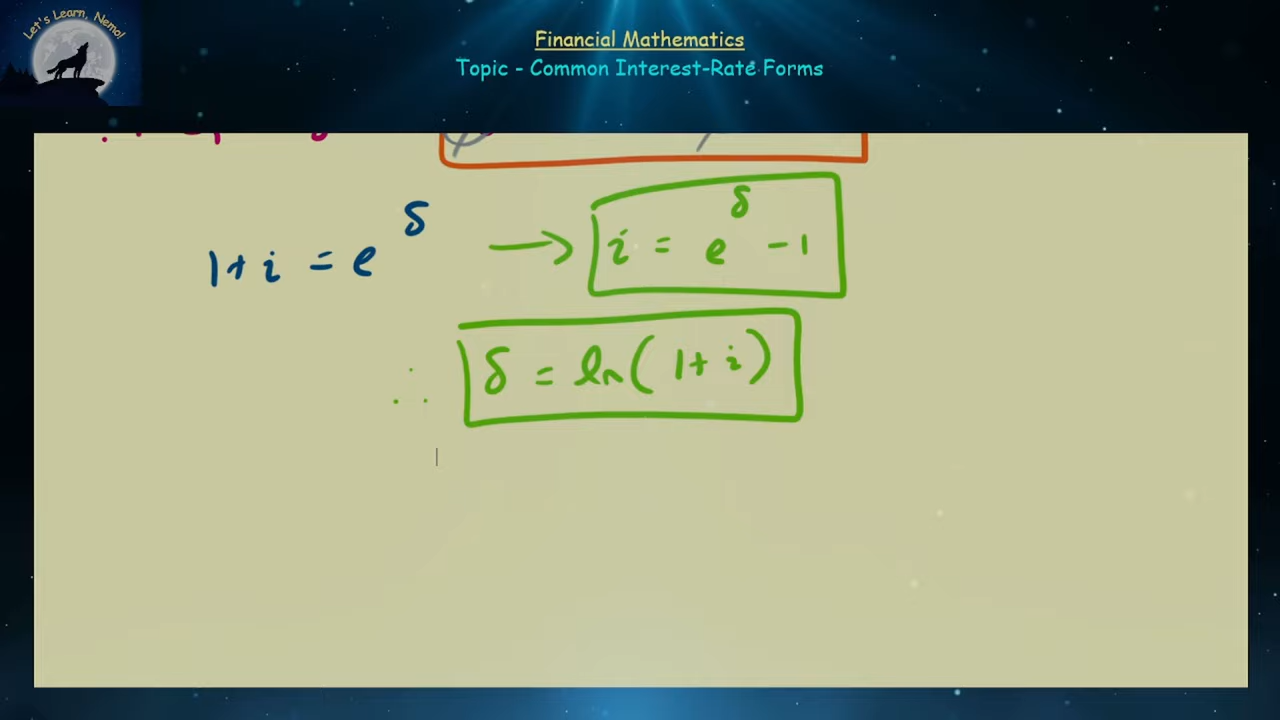 Let's Learn, Nemo!
Financial Mathematics
Topic - Common Interest-Rate Forms
1+i = e^δ → i = e^δ - 1
∴ δ = ln(1+i)